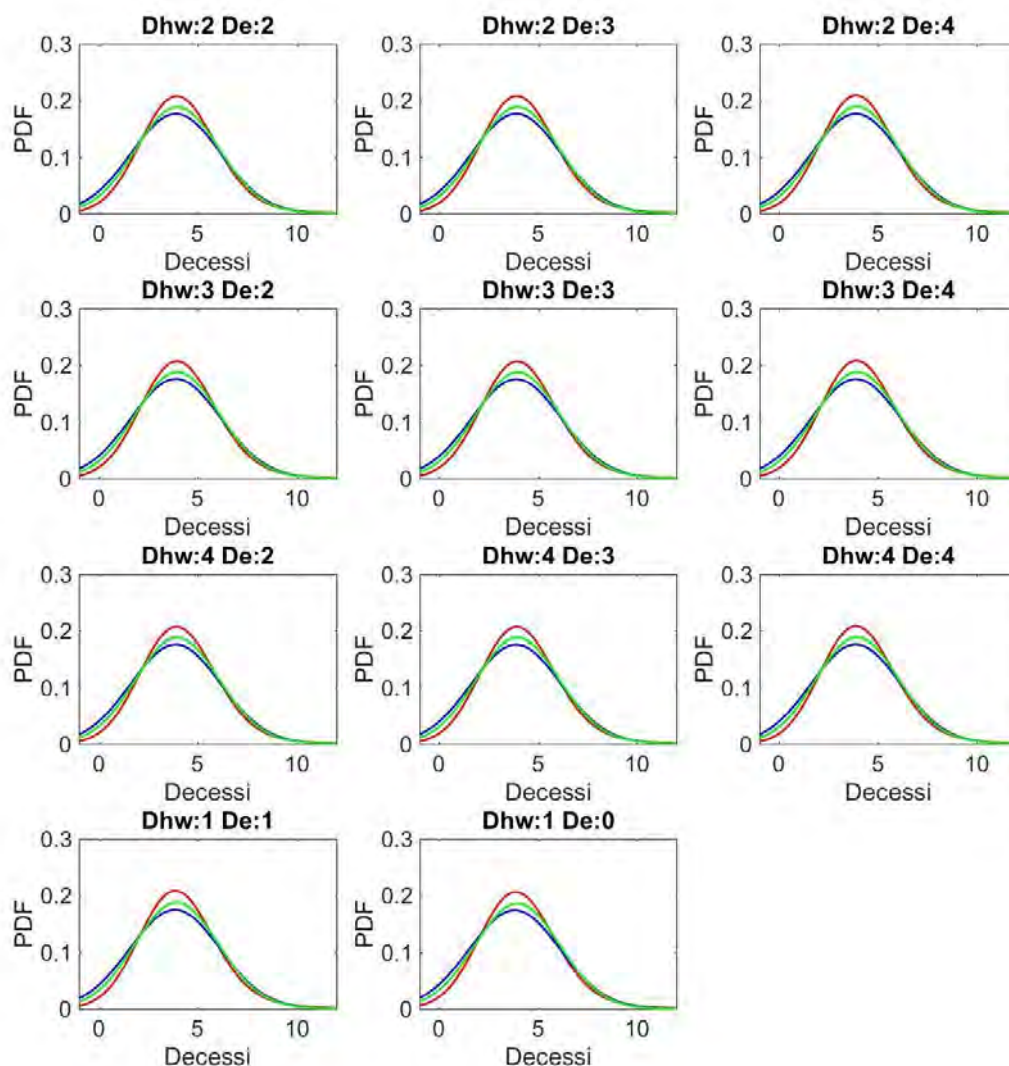 Dhw:2 De:2 Dhw:2 De:3 Dhw:2 De:4
0.3 0.3 0.3
0.2 0.2 0.2
PDF PDF PDF
0.1 0.1 0.1
0 0 0
0 5 10 0 5 10 0 5 10
Decessi Decessi Decessi
Dhw:3 De:2 Dhw:3 De:3 Dhw:3 De:4
0.3 0.3 0.3
0.2 0.2 0.2
PDF PDF PDF
0.1 0.1 0.1
0 0 0
0 5 10 0 5 10 0 5 10
Decessi Decessi Decessi
Dhw:4 De:2 Dhw:4 De:3 Dhw:4 De:4
0.3 0.3 0.3
0.2 0.2 0.2
PDF PDF PDF
0.1 0.1 0.1
0 0 0
0 5 10 0 5 10 0 5 10
Decessi Decessi Decessi
Dhw:1 De:1 Dhw:1 De:0
0.3 0.3
0.2 0.2
PDF PDF
0.1 0.1
0 0
0 5 10 0 5 10
Decessi Decessi